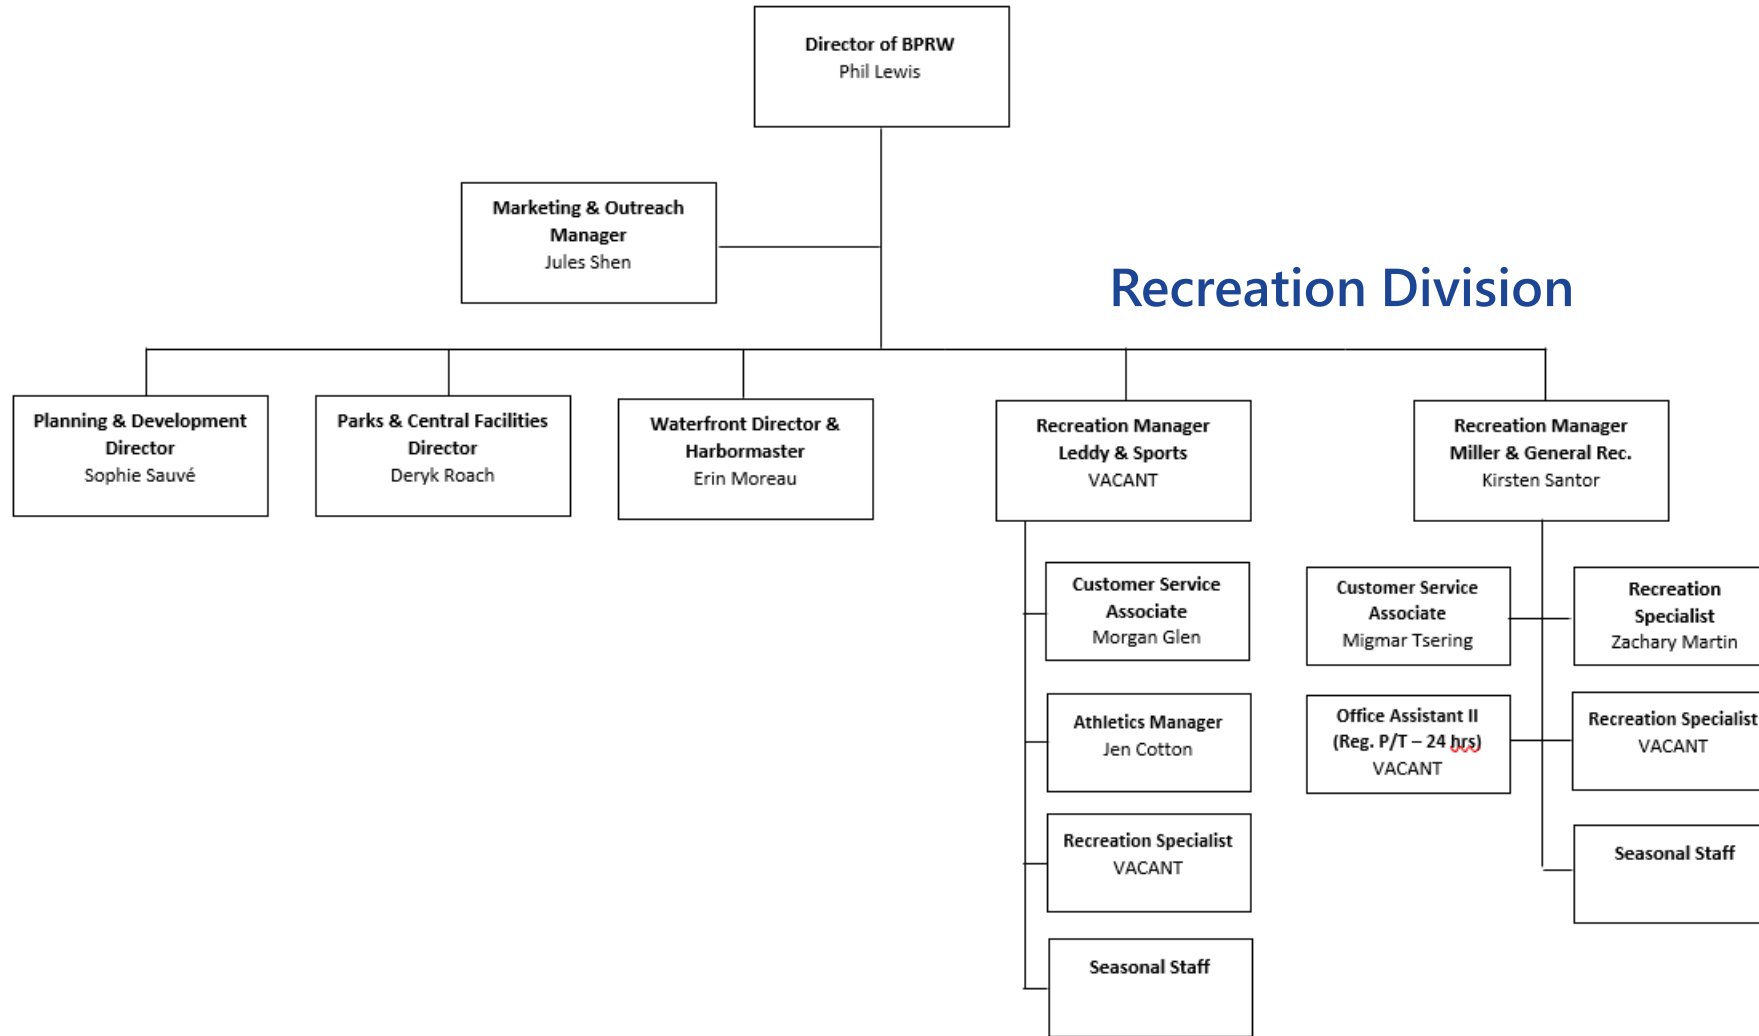 Director of BPRW
Phil Lewis
Marketing & Outreach
Manager
Jules Shen
Recreation Division
Planning & Development
Director
Sophie Sauvé
Parks & Central Facilities
Director
Deryk Roach
Waterfront Director &
Harbormaster
Erin Moreau
Recreation Manager
Leddy & Sports
VACANT
Recreation Manager
Miller & General Rec.
Kirsten Santor
Customer Service
Associate
Morgan Glen
Athletics Manager
Jen Cotton
Recreation Specialist
VACANT
Seasonal Staff
Customer Service
Associate
Migmar Tsering
Recreation
Specialist
Zachary Martin
Office Assistant II
(Reg. P/T – 24 hrs)
VACANT
Recreation Specialist
VACANT
Seasonal Staff